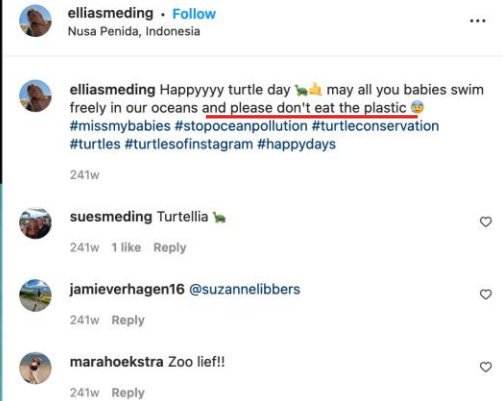 elliasmeding • Follow
Nusa Penida, Indonesia
elliasmeding Happyyyy turtle day 🐢🤙 may all you babies swim
freely in our oceans and please don't eat the plastic 😰
#missmybabies #stopoceanpollution #turtleconservation
#turtles #turtlesofinstagram #happydays
241w
suesmeding Turtellia 🐢
241w 1 like Reply
jamieverhagen16 @suzannelibbers
241w Reply
marahoekstra Zoo lief!!
241w Reply